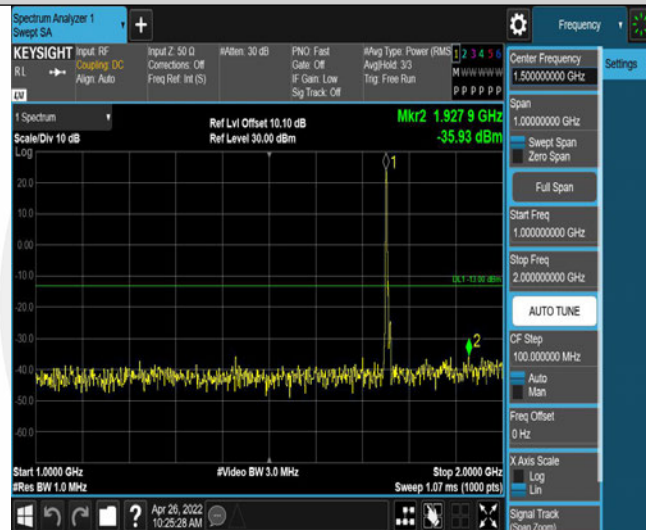 Spectrum Analyzer 1
Swept SA
Frequency
KEYSIGHT
RL
Input: RF
Coupling: DC
Align: Auto
Input Z: 50 Ω
Corrections: Off
Freq Ref: Int (S)
#Atten: 30 dB
PNO: Fast
Gate: Off
IF Gain: Low
Sig Track: Off
#Avg Type: Power (RMS
Avg|Hold: 3/3
Trig: Free Run
1 2 3 4 5 6
M W W W W W
P P P P P P
1 Spectrum
Scale/Div 10 dB
Log
Ref Lvl Offset 10.10 dB
Ref Level 30.00 dBm
Mkr2 1.927 9 GHz
-35.93 dBm
1
20.0
10.0
0.00
-10.0
DL1 -13.00 dBm
-20.0
-30.0
2
-40.0
-50.0
-60.0
Start 1.0000 GHz
#Res BW 1.0 MHz
#Video BW 3.0 MHz
Stop 2.0000 GHz
Sweep 1.07 ms (1000 pts)
Apr 26, 2022
10:25:28 AM
Settings
Center Frequency
1.500000000 GHz
Span
1.00000000 GHz
Swept Span
Zero Span
Full Span
Start Freq
1.000000000 GHz
Stop Freq
2.000000000 GHz
AUTO TUNE
CF Step
100.000000 MHz
Auto
Man
Freq Offset
0 Hz
X Axis Scale
Log
Lin
Signal Track
(Span Zoom)